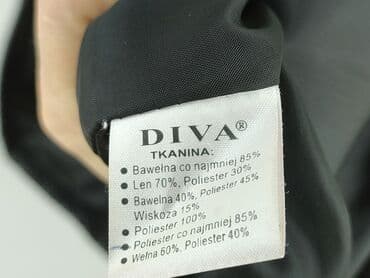 DIVA®
TKANINA:
• Bawełna co najmniej 85%
• Len 70%, Poliester 30%
• Bawełna 40%, Poliester 45%
Wiskoza 15%
• Poliester 100%
• Poliester co najmniej 85%
• Wełna 60%, Poliester 40%